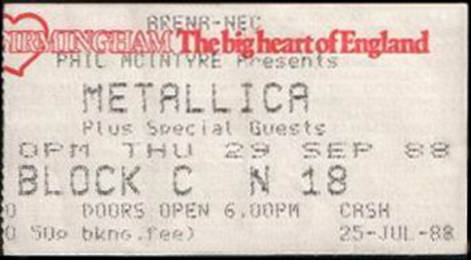 ARENA-NEC
BIRMINGHAM The big heart of England
PHIL MCINTYRE Presents
METALLICA
Plus Special Guests
0PM THU 29 SEP 88
BLOCK C N 18
0 DOORS OPEN 6.00PM CASH
0 50p bkng.fee) 25-JUL-88